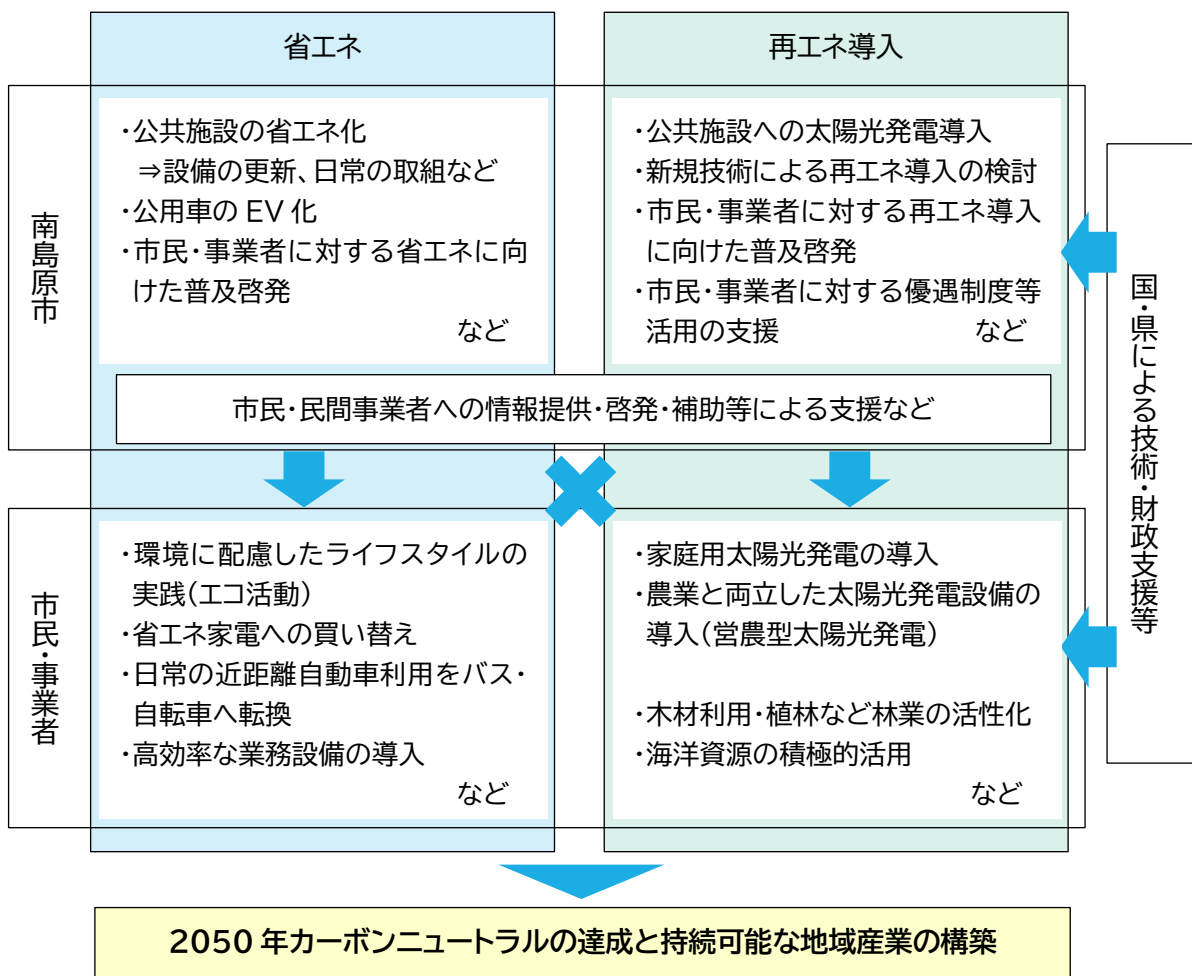 省エネ
再エネ導入
南島原市
・公共施設の省エネ化
⇒設備の更新、日常の取組など
・公用車の EV 化
・市民・事業者に対する省エネに向
けた普及啓発
など
・公共施設への太陽光発電導入
・新規技術による再エネ導入の検討
・市民・事業者に対する再エネ導入
に向けた普及啓発
・市民・事業者に対する優遇制度等
活用の支援 など
市民・民間事業者への情報提供・啓発・補助等による支援など
国・県による技術・財政支援等
市民・事業者
・環境に配慮したライフスタイルの
実践(エコ活動)
・省エネ家電への買い替え
・日常の近距離自動車利用をバス・
自転車へ転換
・高効率な業務設備の導入
など
・家庭用太陽光発電の導入
・農業と両立した太陽光発電設備の
導入(営農型太陽光発電)
・木材利用・植林など林業の活性化
・海洋資源の積極的活用
など
2050 年カーボンニュートラルの達成と持続可能な地域産業の構築